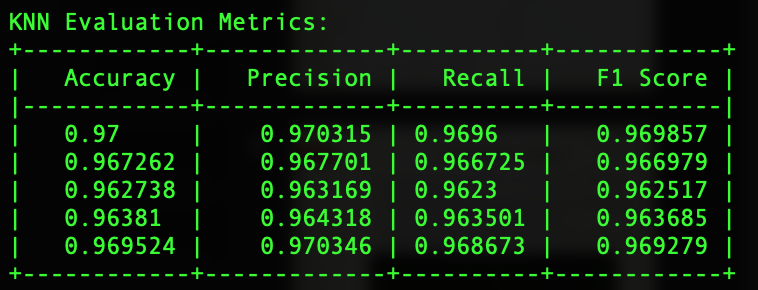 KNN Evaluation Metrics:
+------------+--------------+----------+------------+
|   Accuracy |   Precision |   Recall |   F1 Score |
|------------+--------------+----------+------------|
|   0.97     |    0.970315 | 0.9696   |   0.969857 |
|   0.967262 |    0.967701 | 0.966725 |   0.966979 |
|   0.962738 |    0.963169 | 0.9623   |   0.962517 |
|   0.96381  |    0.964318 | 0.963501 |   0.963685 |
|   0.969524 |    0.970346 | 0.968673 |   0.969279 |
+------------+--------------+----------+------------+